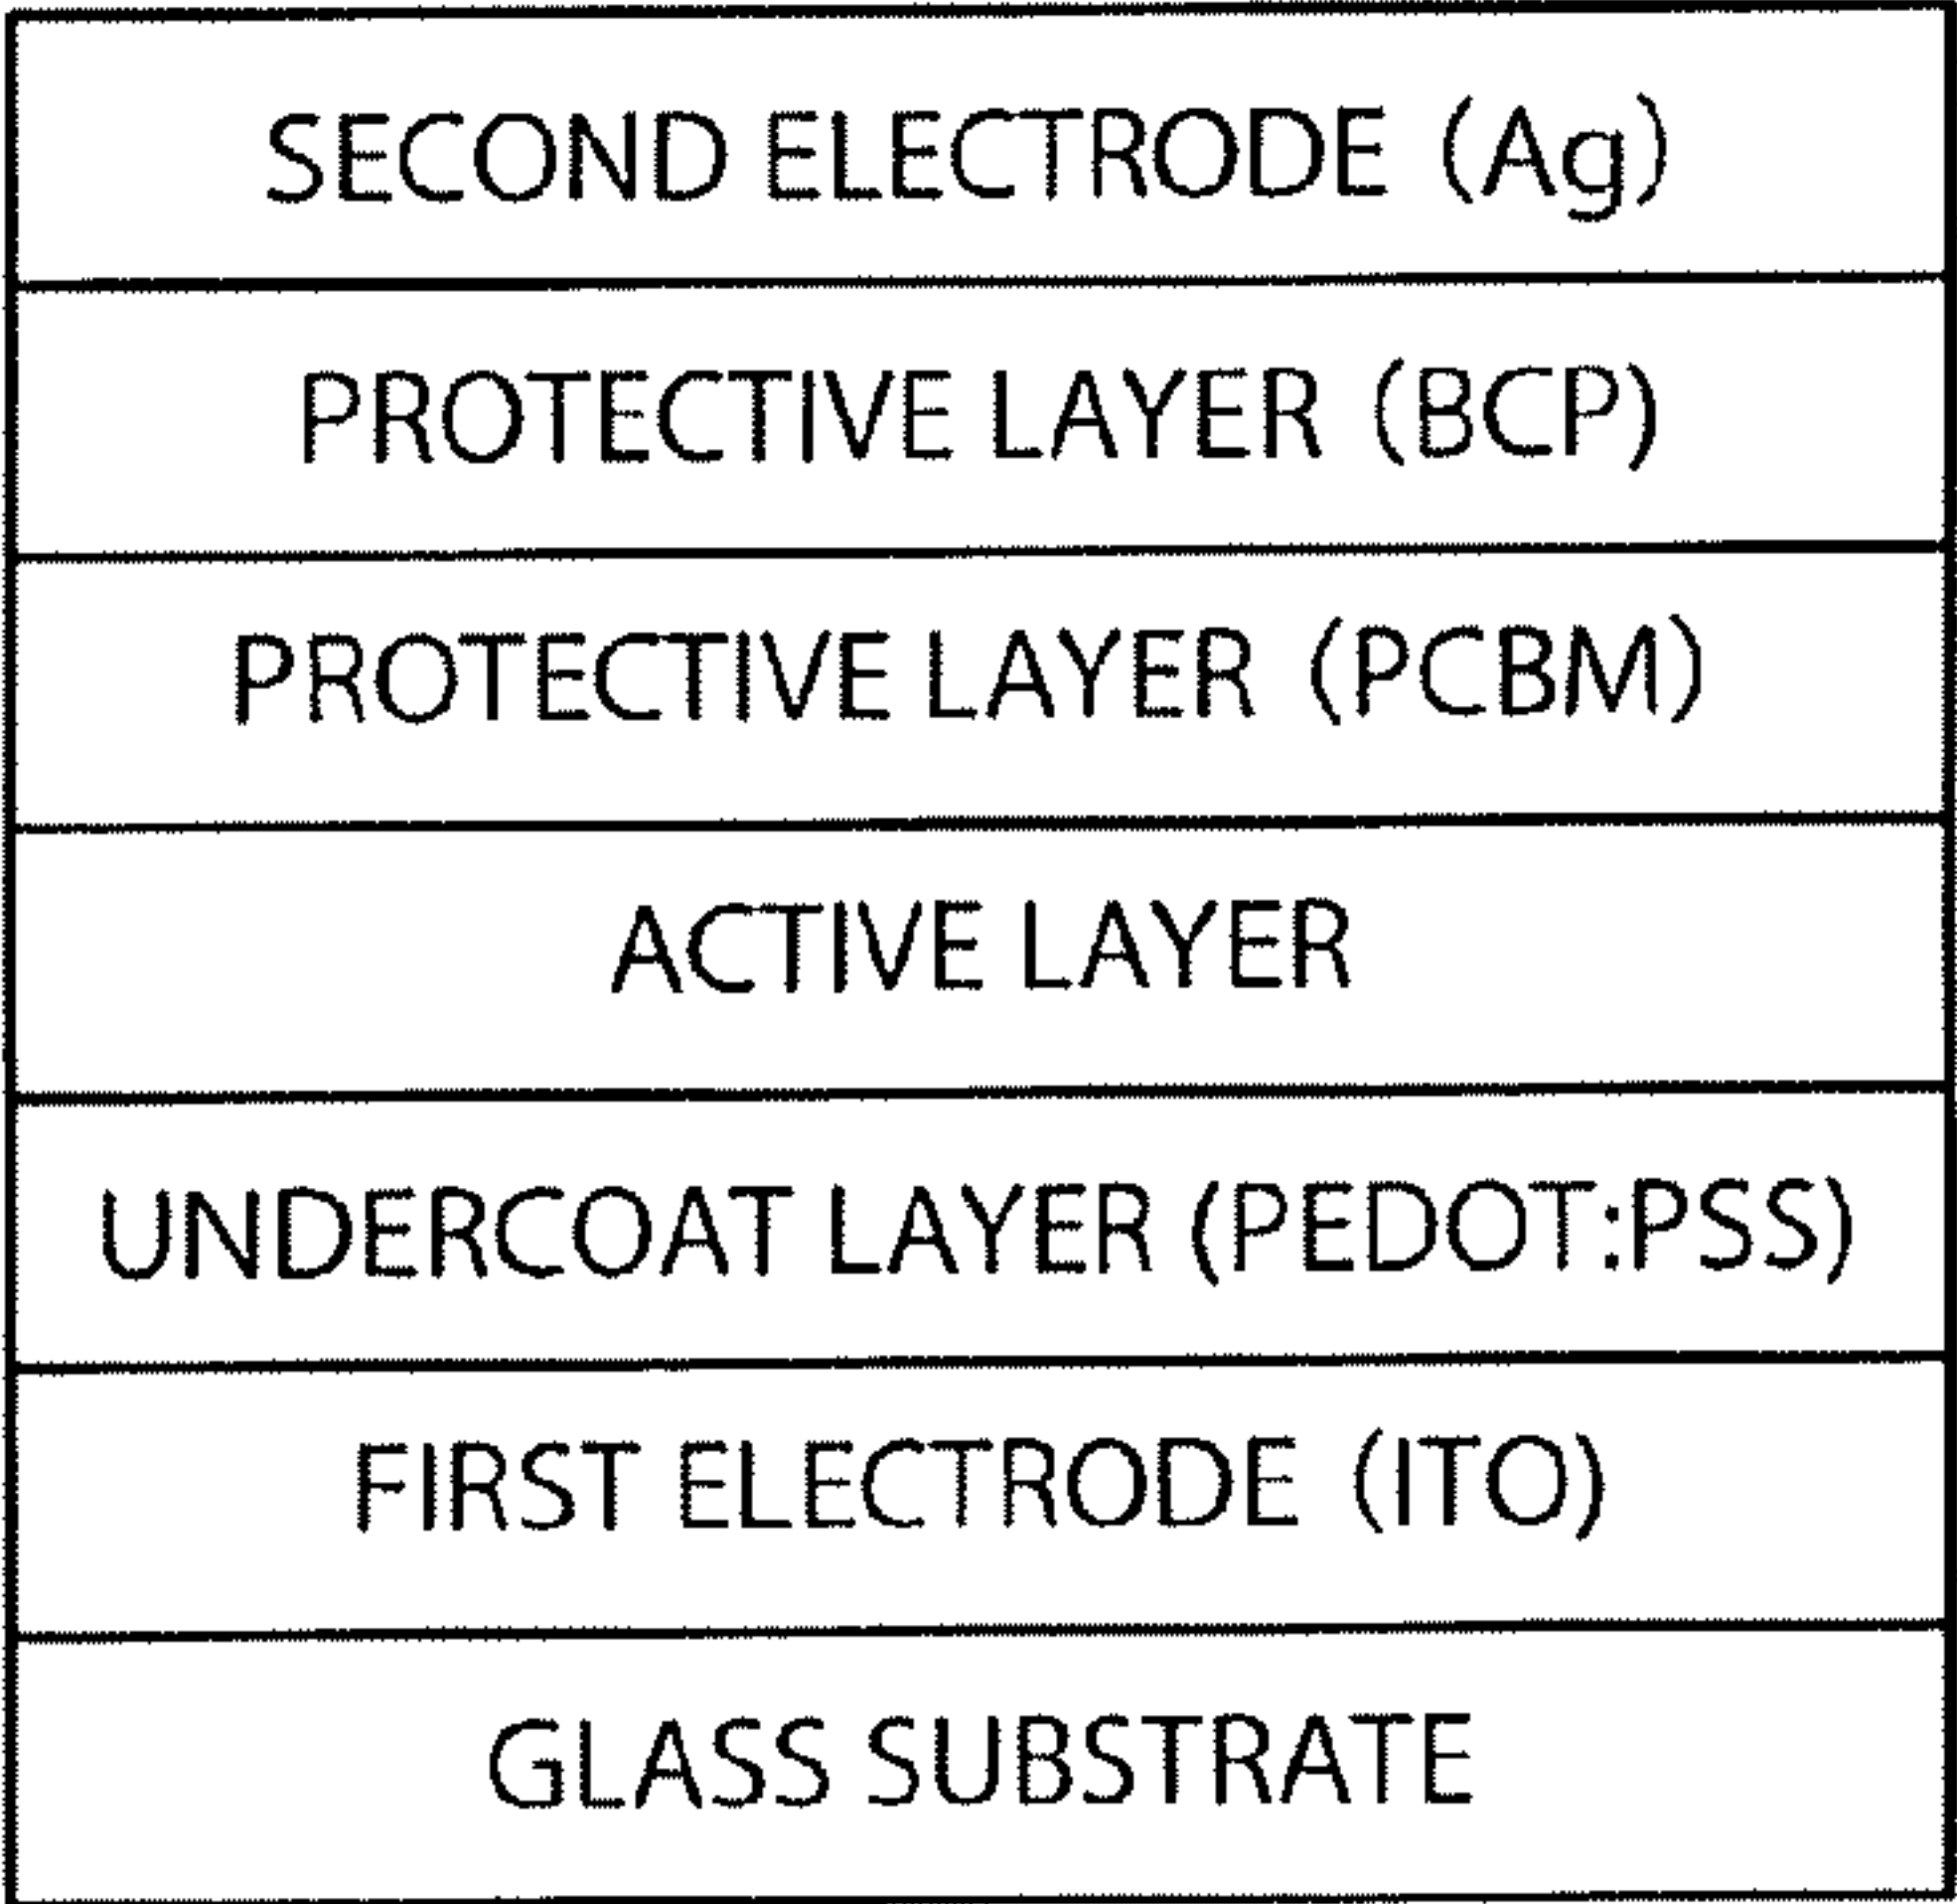 SECOND ELECTRODE (Ag)
PROTECTIVE LAYER (BCP)
PROTECTIVE LAYER (PCBM)
ACTIVE LAYER
UNDERCOAT LAYER (PEDOT:PSS)
FIRST ELECTRODE (ITO)
GLASS SUBSTRATE